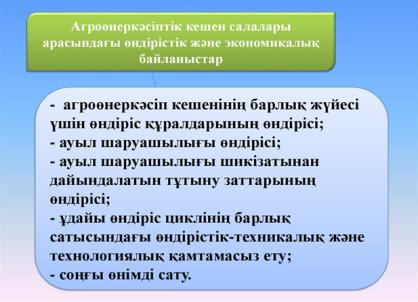 Агроөнеркәсіптік кешен салалары
арасындағы өндірістік және экономикалық
байланыстар
- агроөнеркәсіп кешенінің барлық жүйесі
үшін өндіріс құралдарының өндірісі;
- ауыл шаруашылығы өндірісі;
- ауыл шаруашылығы шикізатынан
дайындалатын тұтыну заттарының
өндірісі;
- ұдайы өндіріс циклінің барлық
сатысындағы өндірістік-техникалық және
технологиялық қамтамасыз ету;
- соңғы өнімді сату.